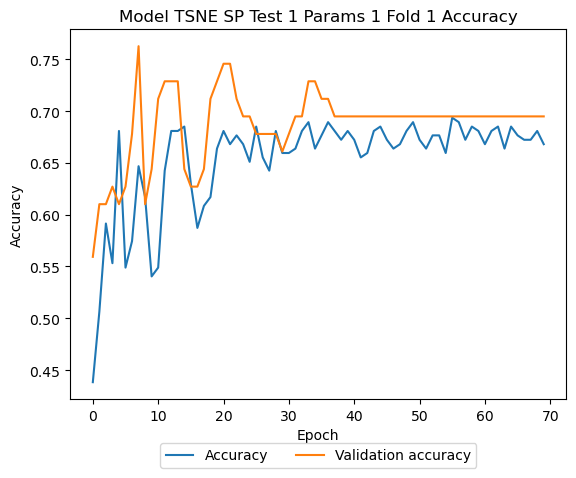 Model TSNE SP Test 1 Params 1 Fold 1 Accuracy
0.75
0.70
0.65
0.60
0.55
0.50
0.45
Accuracy
0 10 20 30 40 50 60 70
Epoch
Accuracy Validation accuracy